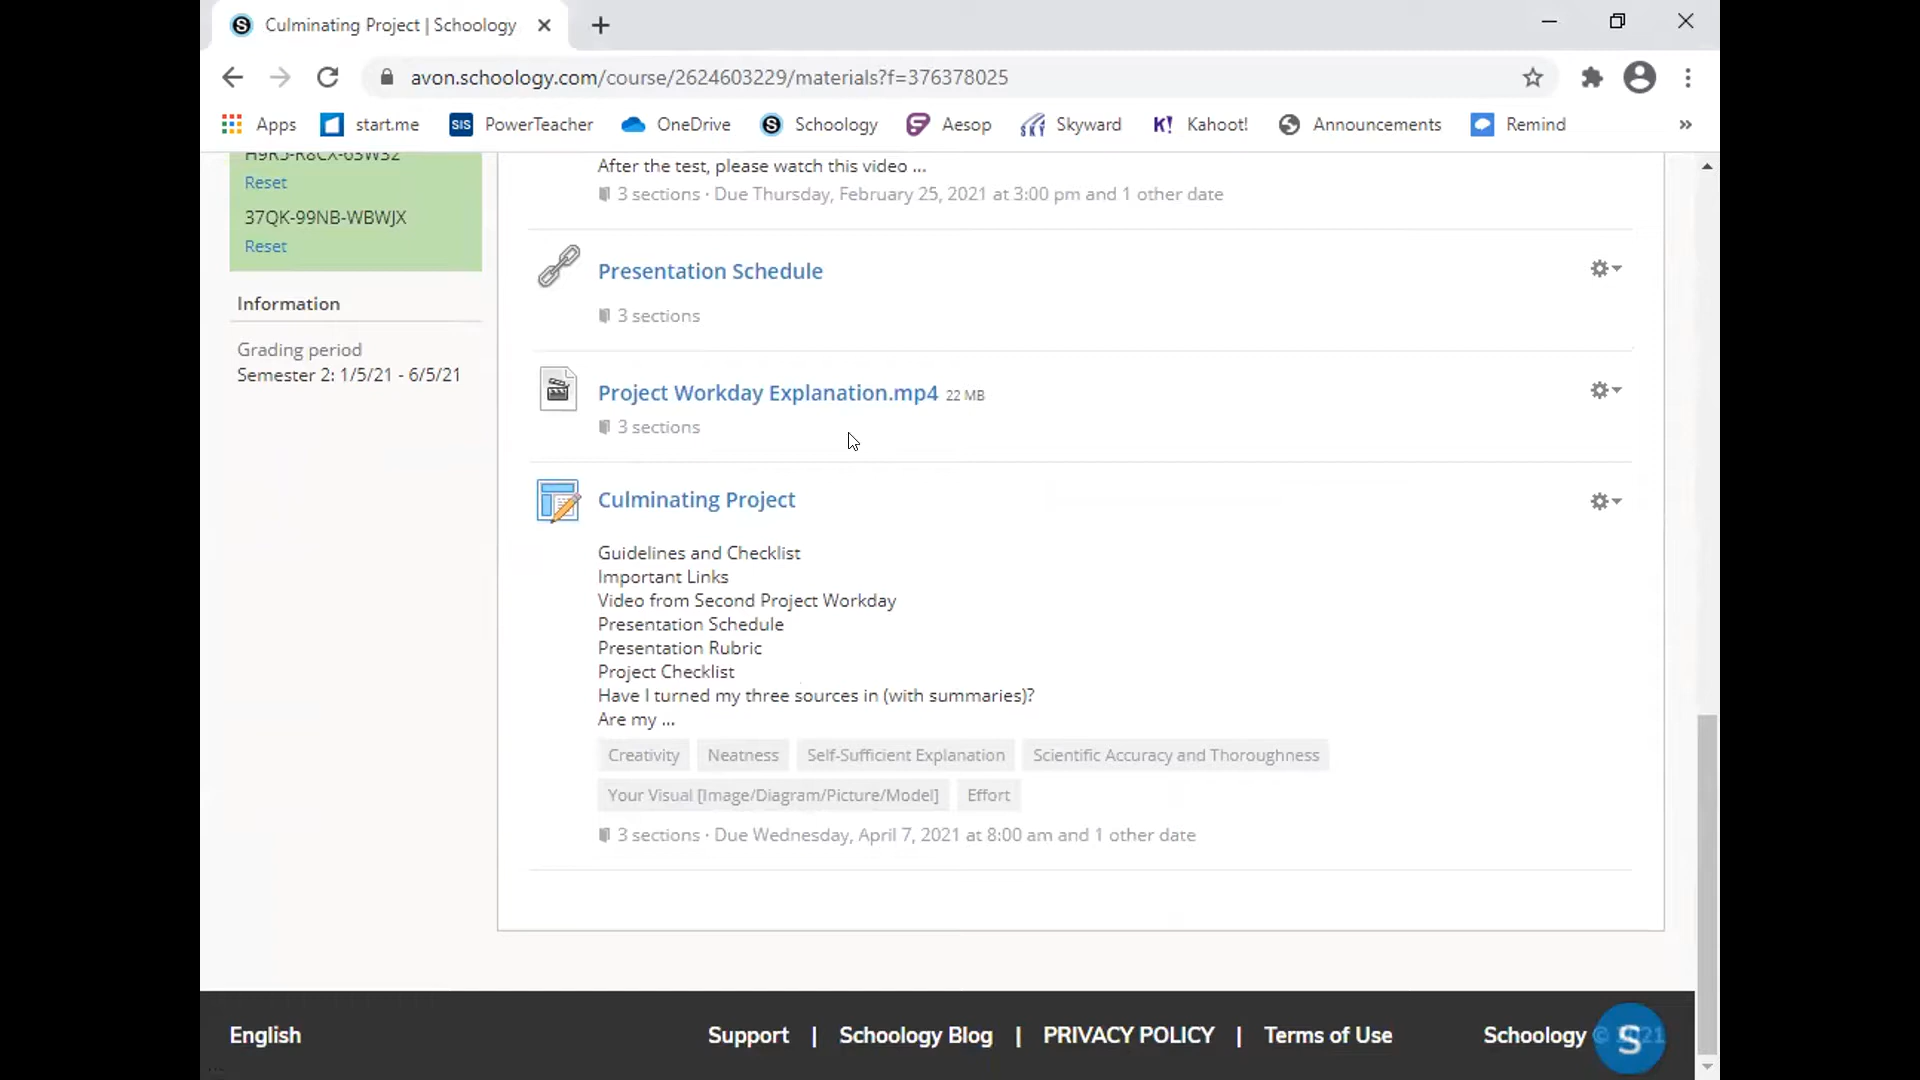 Culminating Project | Schoology
avon.schoology.com/course/2624603229/materials?f=376378025
Apps start.me SIS PowerTeacher OneDrive S Schoology Aesop Skyward K! Kahoot! Announcements Remind »
H9RJ-R8CX-63W32
Reset
37QK-99NB-WBWJX
Reset
Information
Grading period
Semester 2: 1/5/21 - 6/5/21
After the test, please watch this video ...
3 sections · Due Thursday, February 25, 2021 at 3:00 pm and 1 other date
Presentation Schedule
3 sections
Project Workday Explanation.mp4 22 MB
3 sections
Culminating Project
Guidelines and Checklist
Important Links
Video from Second Project Workday
Presentation Schedule
Presentation Rubric
Project Checklist
Have I turned my three sources in (with summaries)?
Are my ...
Creativity Neatness Self-Sufficient Explanation Scientific Accuracy and Thoroughness
Your Visual [Image/Diagram/Picture/Model] Effort
3 sections · Due Wednesday, April 7, 2021 at 8:00 am and 1 other date
English Support | Schoology Blog | PRIVACY POLICY | Terms of Use Schoology © S 21